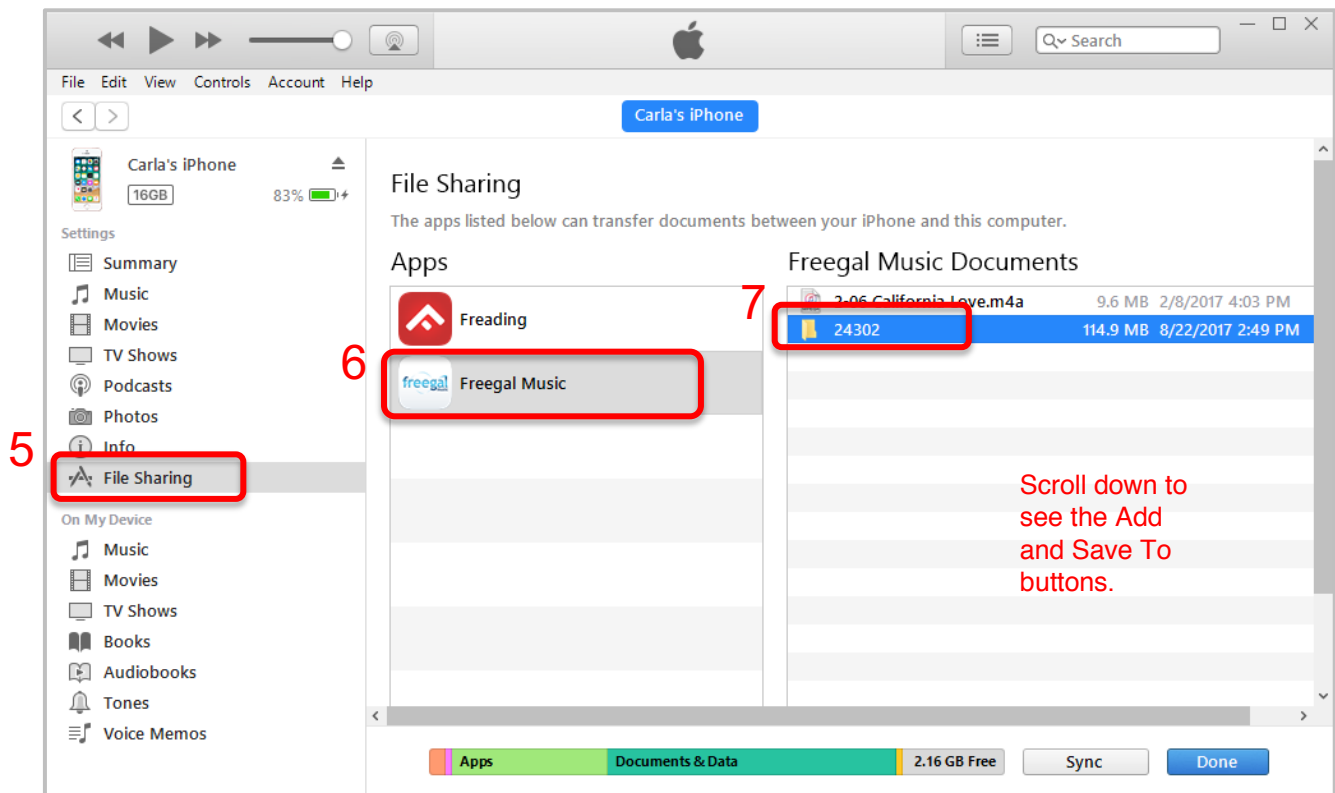 Search
File Edit View Controls Account Help
Carla's iPhone
Carla's iPhone
16GB 83%
Settings
Summary
Music
Movies
TV Shows
Podcasts
Photos
Info
5
File Sharing
On My Device
Music
Movies
TV Shows
Books
Audiobooks
Tones
Voice Memos
File Sharing
The apps listed below can transfer documents between your iPhone and this computer.
Apps
Freading
6
freegal Freegal Music
Freegal Music Documents
7
2-06 California Love.m4a 9.6 MB 2/8/2017 4:03 PM
24302 114.9 MB 8/22/2017 2:49 PM
Scroll down to
see the Add
and Save To
buttons.
Apps Documents & Data 2.16 GB Free Sync Done